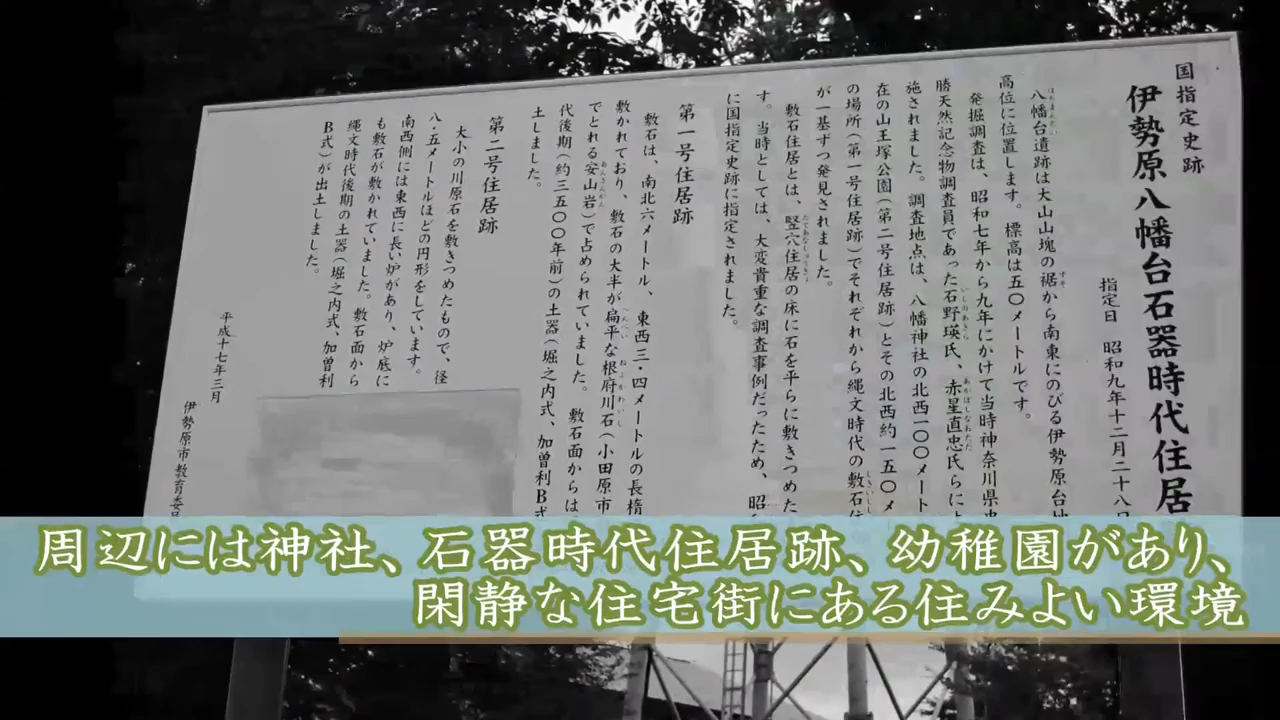 国指定史跡
伊勢原八幡台石器時代住居
指定日 昭和九年十二月二十八日
八幡台遺跡は大山山塊の裾から南東にのびる伊勢原台地
高位に位置します。標高は五〇メートルです。
発掘調査は、昭和七年から九年にかけて当時神奈川県史
勝天然記念物調査員であった石野瑛氏、赤星直忠氏らによ
施されました。調査地点は、八幡神社の北西一〇〇メート
在の山王塚公園(第二号住居跡)とその北西約一五〇メー
の場所(第一号住居跡)でそれぞれから縄文時代の敷石住
が一基ずつ発見されました。
敷石住居とは、竪穴住居の床に石を平らに敷きつめた
す。当時としては、大変貴重な調査事例だったため、昭
に国指定史跡に指定されました。
第一号住居跡
敷石は、南北六メートル、東西三・四メートルの長楕
敷かれており、敷石の大半が扁平な根府川石(小田原市
でとれる安山岩)で占められていました。敷石面からは
代後期(約三五〇〇年前)の土器(堀之内式、加曽利B式
土しました。
第二号住居跡
大小の川原石を敷きつめたもので、径
八・五メートルほどの円形をしています。
南西側には東西に長い炉があり、炉底に
も敷石が敷かれていました。敷石面から
縄文時代後期の土器(堀之内式、加曽利
B式)が出土しました。
平成十七年三月
伊勢原市教育委員
周辺には神社、石器時代住居跡、幼稚園があり、
閑静な住宅街にある住みよい環境